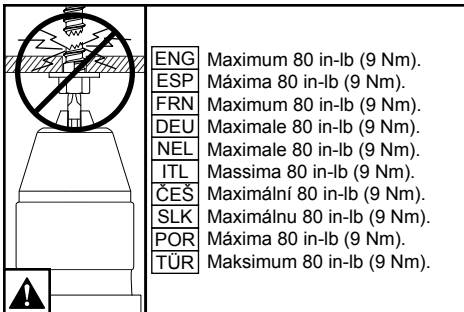 ENG Maximum 80 in-lb (9 Nm).
ESP Máxima 80 in-lb (9 Nm).
FRN Maximum 80 in-lb (9 Nm).
DEU Maximale 80 in-lb (9 Nm).
NEL Maximale 80 in-lb (9 Nm).
ITL Massima 80 in-lb (9 Nm).
ČEŠ Maximální 80 in-lb (9 Nm).
SLK Maximálnu 80 in-lb (9 Nm).
POR Máxima 80 in-lb (9 Nm).
TÜR Maksimum 80 in-lb (9 Nm).